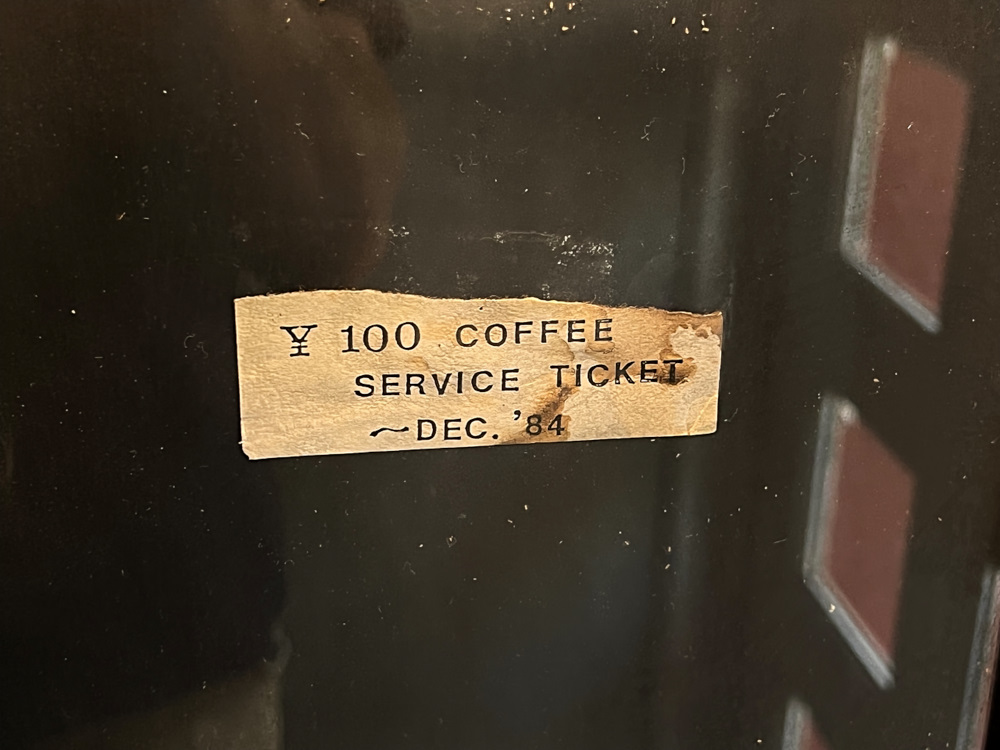 ¥ 100 COFFEE
SERVICE TICKET
~DEC. '84